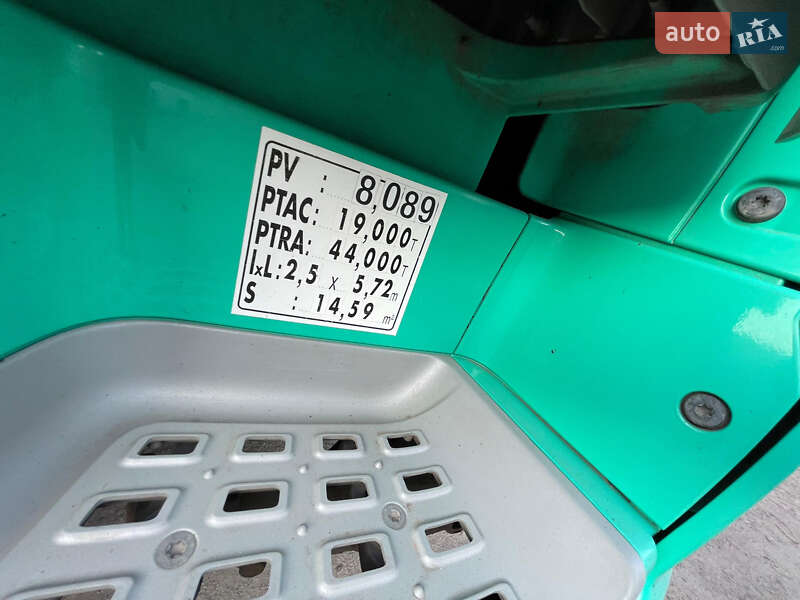 auto RIA.com
PV : 8,089
PTAC: 19,000T
PTRA: 44,000T
lxL: 2,5 x 5,72m
S : 14,59 m²